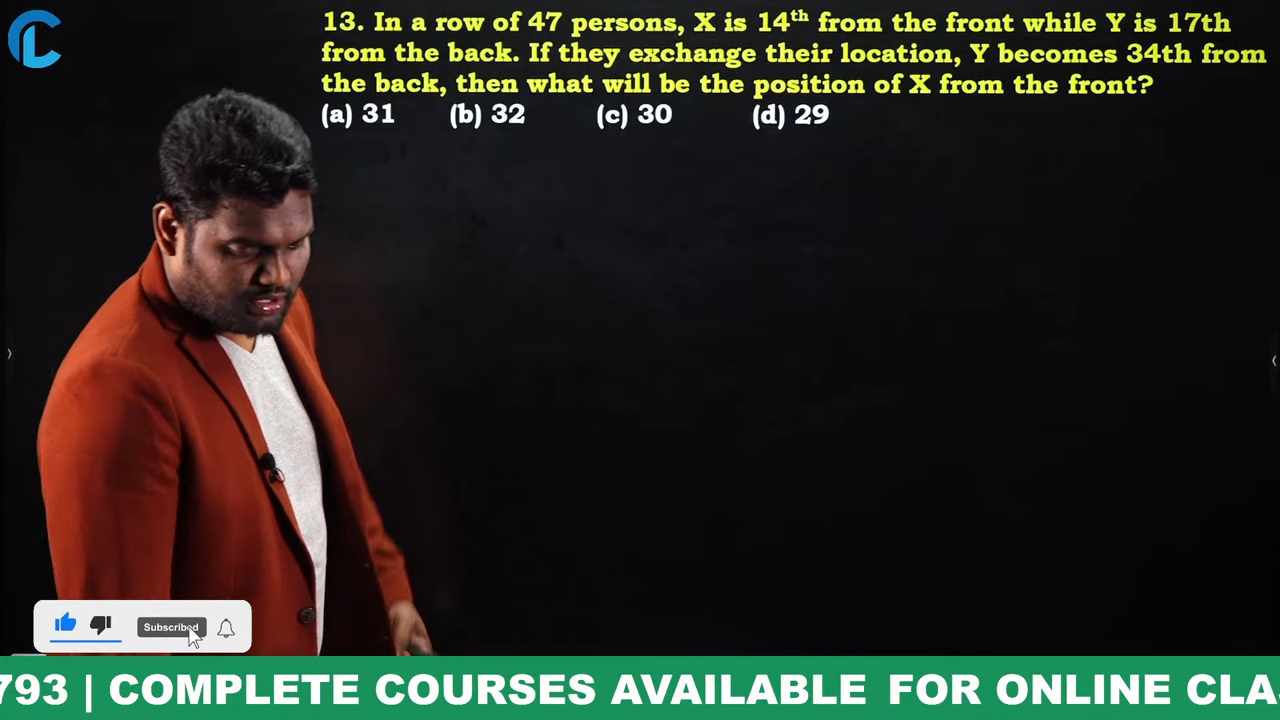 13. In a row of 47 persons, X is 14th from the front while Y is 17th
from the back. If they exchange their location, Y becomes 34th from
the back, then what will be the position of X from the front?
(a) 31 (b) 32 (c) 30 (d) 29
Subscribed
793 | COMPLETE COURSES AVAILABLE FOR ONLINE CLA